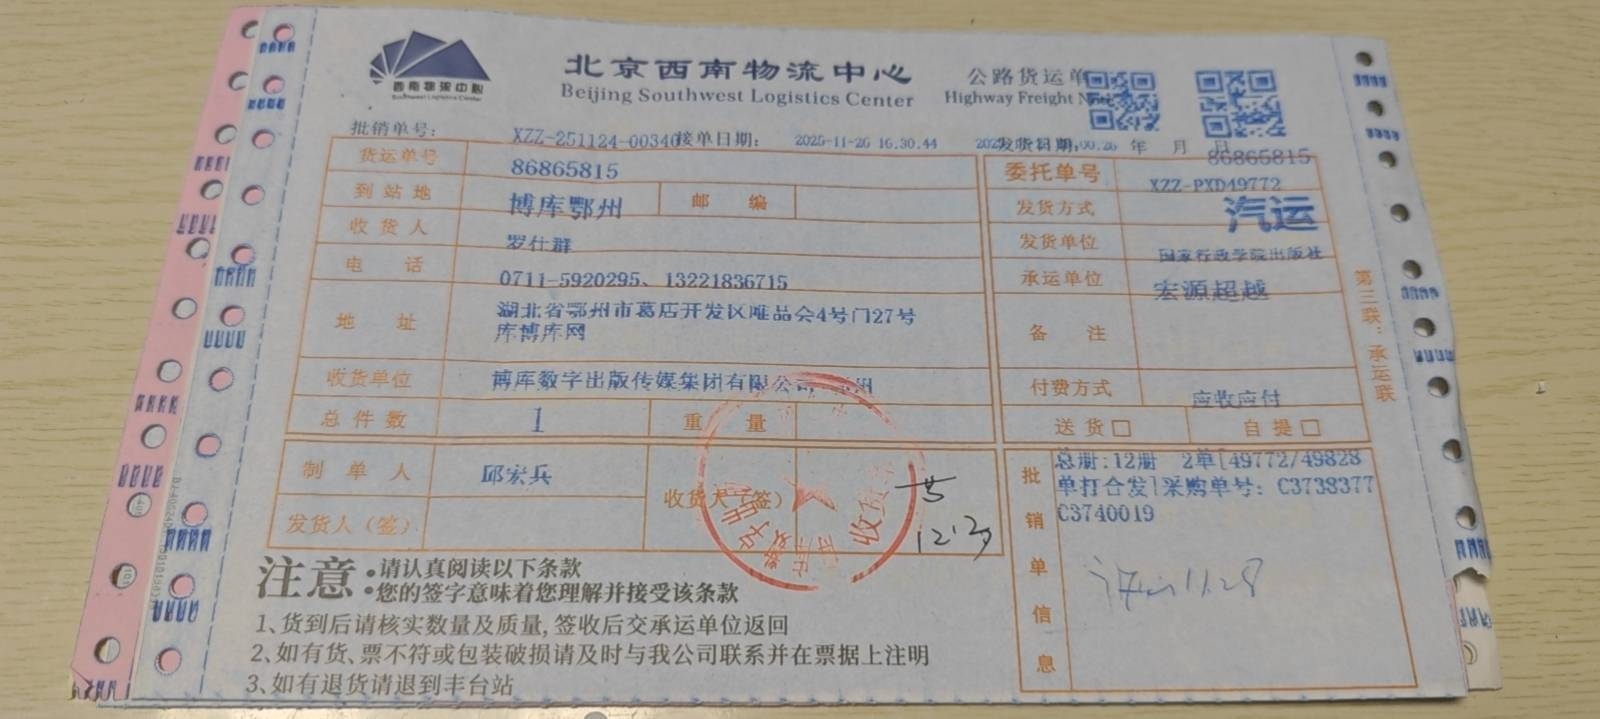 西南物流中心
Southwest Logistics Center
北京西南物流中心
Beijing Southwest Logistics Center
公路货运单
Highway Freight
批销单号: XZZ-251124-00340 接单日期: 2025-11-26 16.30.44 发货日期: 年 月 日
86865815
货运单号 86865815 委托单号 XZZ-PXD49772
到站地 博库鄂州 邮编 发货方式 汽运
收货人 罗仕群 发货单位 国家行政学院出版社
电话 0711-5920295、13221836715 承运单位 宏源超越
地址 湖北省鄂州市葛店开发区唯品会4号门27号
库博库网 备注
收货单位 博库数字出版传媒集团有限公司 州 付费方式 应收应付
总件数 1 重量 送货□ 自提□
制单人 邱宏兵 收货人(签)
发货人(签)
收货专
12.3
批销单信息
总册:12册 2单[49772/49828
单打合发]采购单号: C3738377
C3740019
11.28
注意
•请认真阅读以下条款
•您的签字意味着您理解并接受该条款
1、货到后请核实数量及质量,签收后交承运单位返回
2、如有货、票不符或包装破损请及时与我公司联系并在票据上注明
3、如有退货请退到丰台站
第三联:承运联